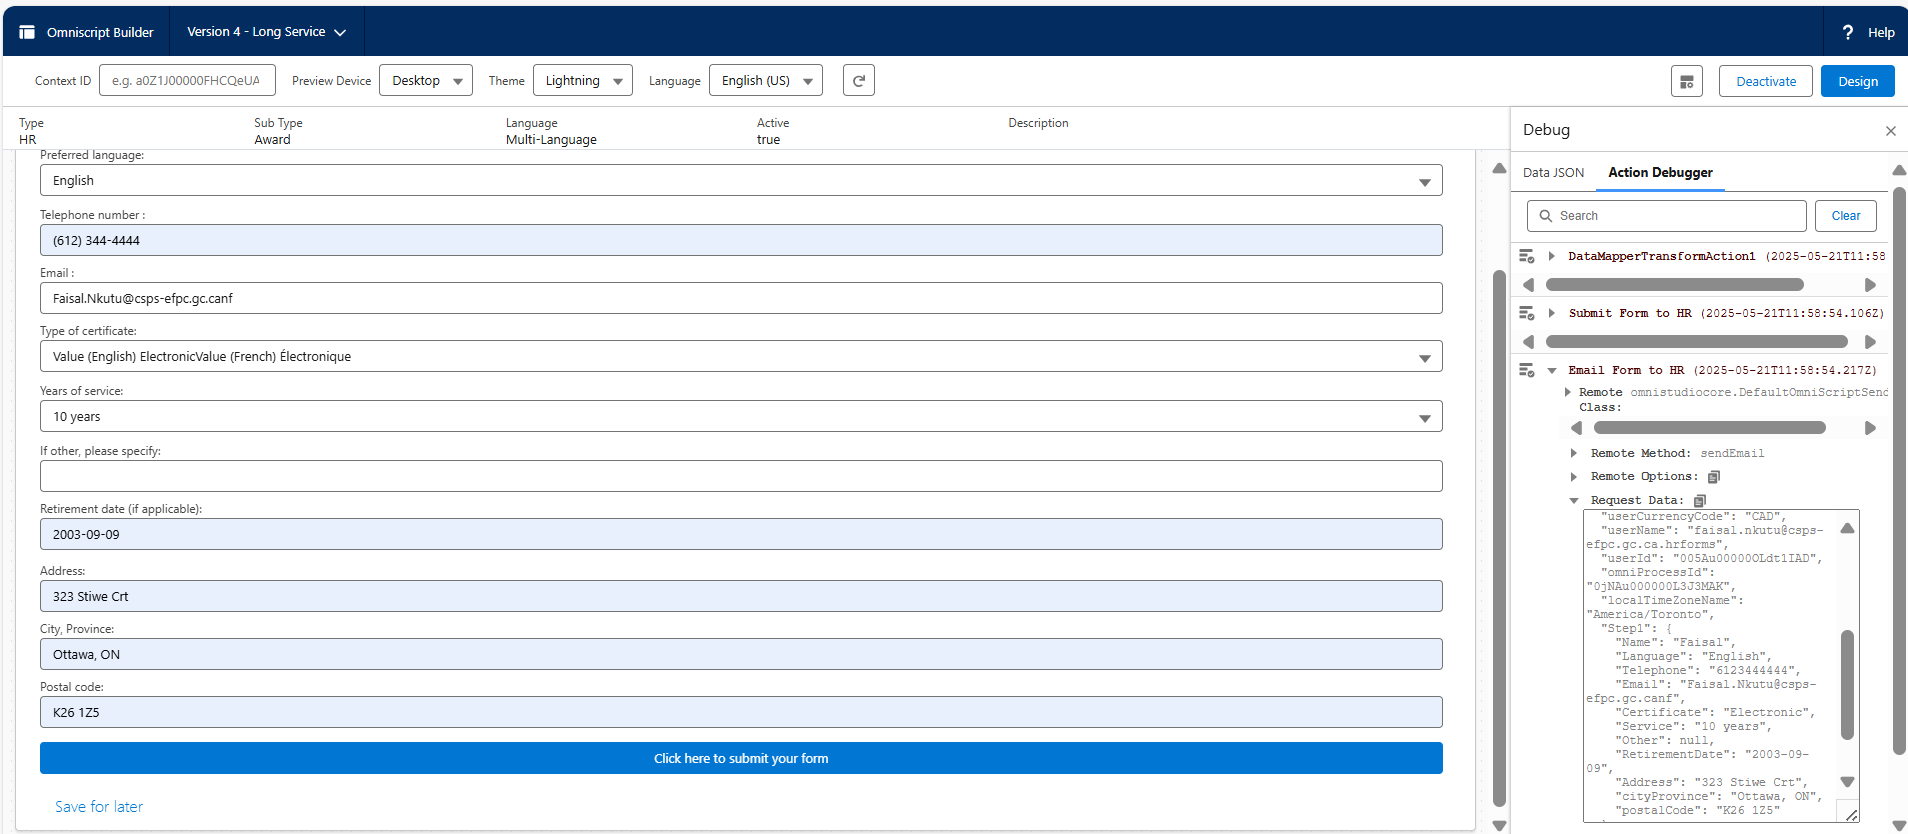 Omniscript Builder
Version 4 - Long Service
Help
Context ID
e.g. a0Z1J00000FHCQeUA
Preview Device
Desktop
Theme
Lightning
Language
English (US)
Deactivate
Design
Type
HR
Sub Type
Award
Language
Multi-Language
Active
true
Description
Preferred language:
English
Telephone number :
(612) 344-4444
Email :
Faisal.Nkutu@csps-efpc.gc.canf
Type of certificate:
Value (English) ElectronicValue (French) Électronique
Years of service:
10 years
If other, please specify:
Retirement date (if applicable):
2003-09-09
Address:
323 Stiwe Crt
City, Province:
Ottawa, ON
Postal code:
K26 1Z5
Click here to submit your form
Save for later
Debug
Data JSON
Action Debugger
Search
Clear
DataMapperTransformAction1 (2025-05-21T11:58
Submit Form to HR (2025-05-21T11:58:54.106Z)
Email Form to HR (2025-05-21T11:58:54.217Z)
Remote omnistudiocore.DefaultOmniScriptSend
Class:
Remote Method: sendEmail
Remote Options:
Request Data:
"userCurrencyCode": "CAD",
"userName": "faisal.nkutu@csps-
efpc.gc.ca.hrforms",
"userId": "005Au00000OLdt1IAD",
"omniProcessId":
"0jNAu000000L3J3MAK",
"localTimeZoneName":
"America/Toronto",
"Step1": {
"Name": "Faisal",
"Language": "English",
"Telephone": "6123444444",
"Email": "Faisal.Nkutu@csps-
efpc.gc.canf",
"Certificate": "Electronic",
"Service": "10 years",
"Other": null,
"RetirementDate": "2003-09-
09",
"Address": "323 Stiwe Crt",
"cityProvince": "Ottawa, ON",
"postalCode": "K26 1Z5"